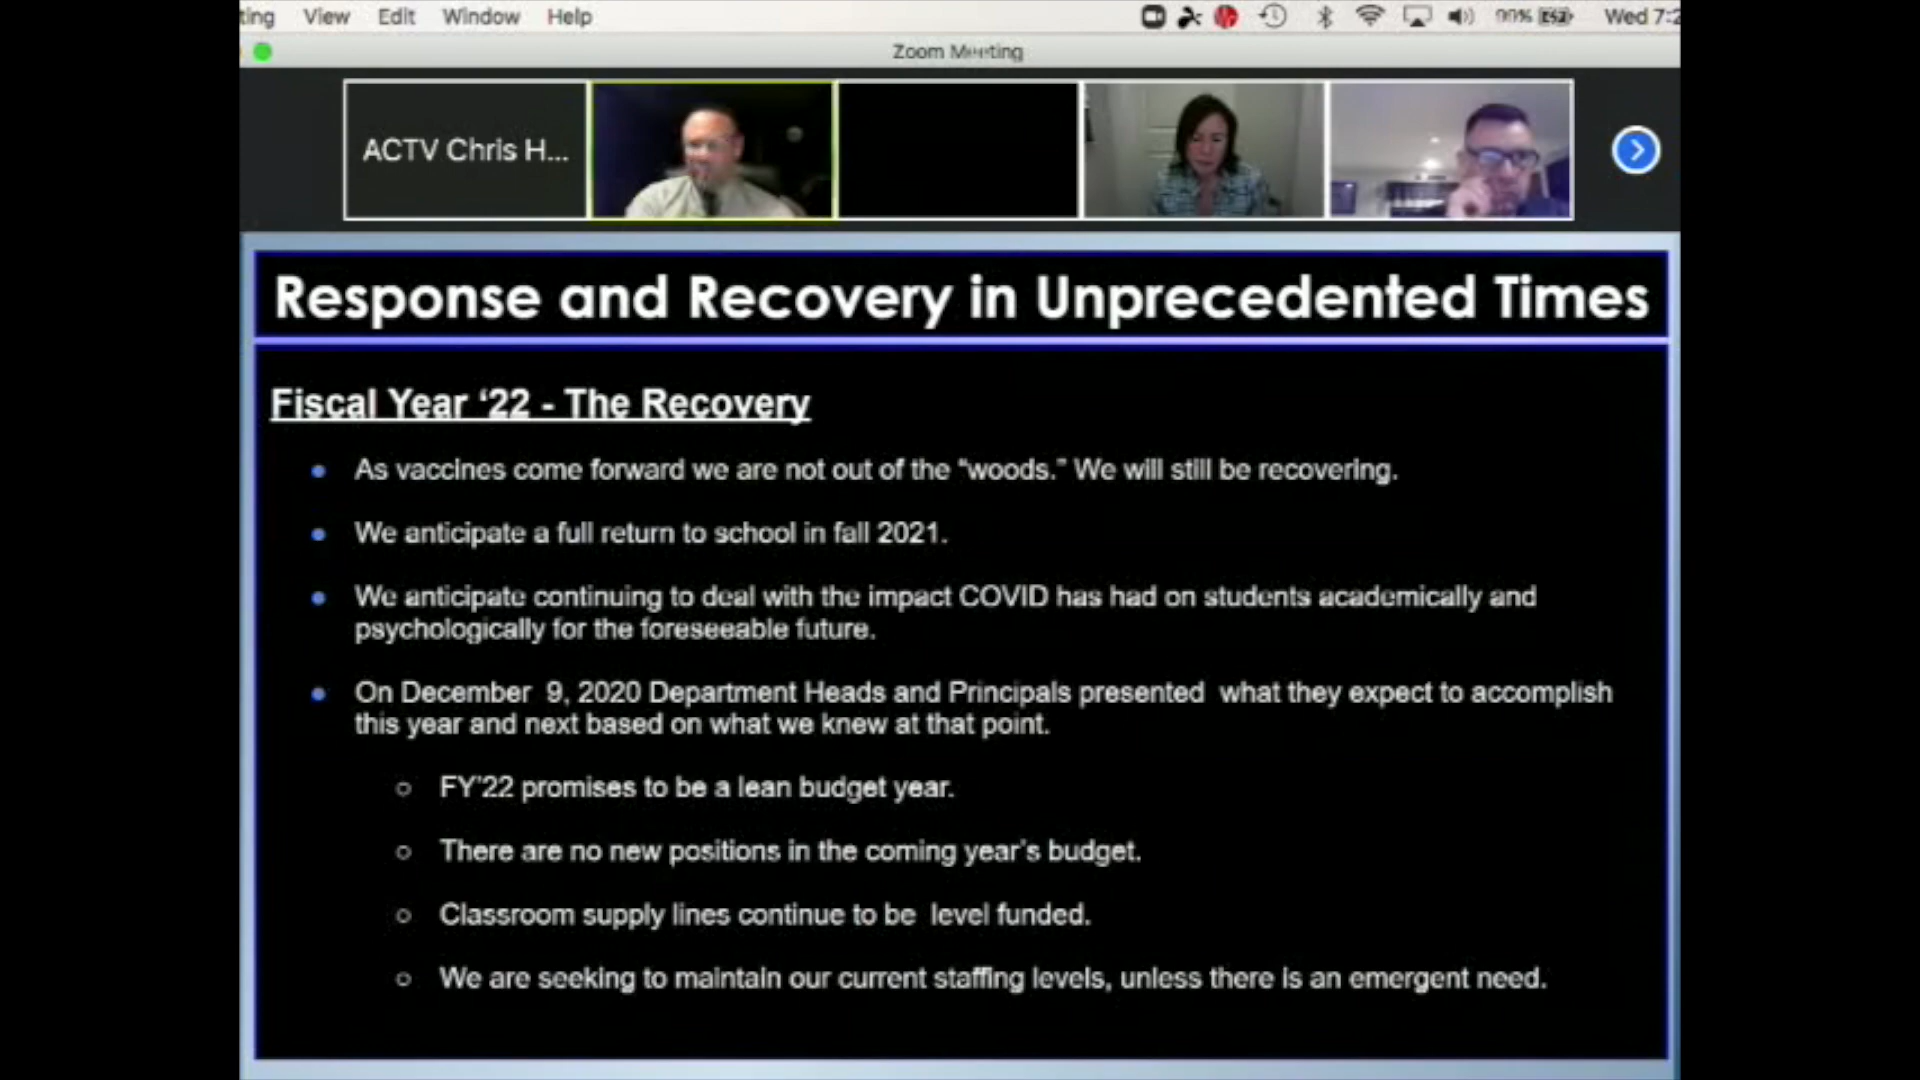 ting View Edit Window Help 99% Wed 7:2
Zoom Meeting
ACTV Chris H...
Response and Recovery in Unprecedented Times
Fiscal Year ‘22 - The Recovery
As vaccines come forward we are not out of the “woods.” We will still be recovering.
We anticipate a full return to school in fall 2021.
We anticipate continuing to deal with the impact COVID has had on students academically and
psychologically for the foreseeable future.
On December 9, 2020 Department Heads and Principals presented what they expect to accomplish
this year and next based on what we knew at that point.
FY’22 promises to be a lean budget year.
There are no new positions in the coming year’s budget.
Classroom supply lines continue to be level funded.
We are seeking to maintain our current staffing levels, unless there is an emergent need.